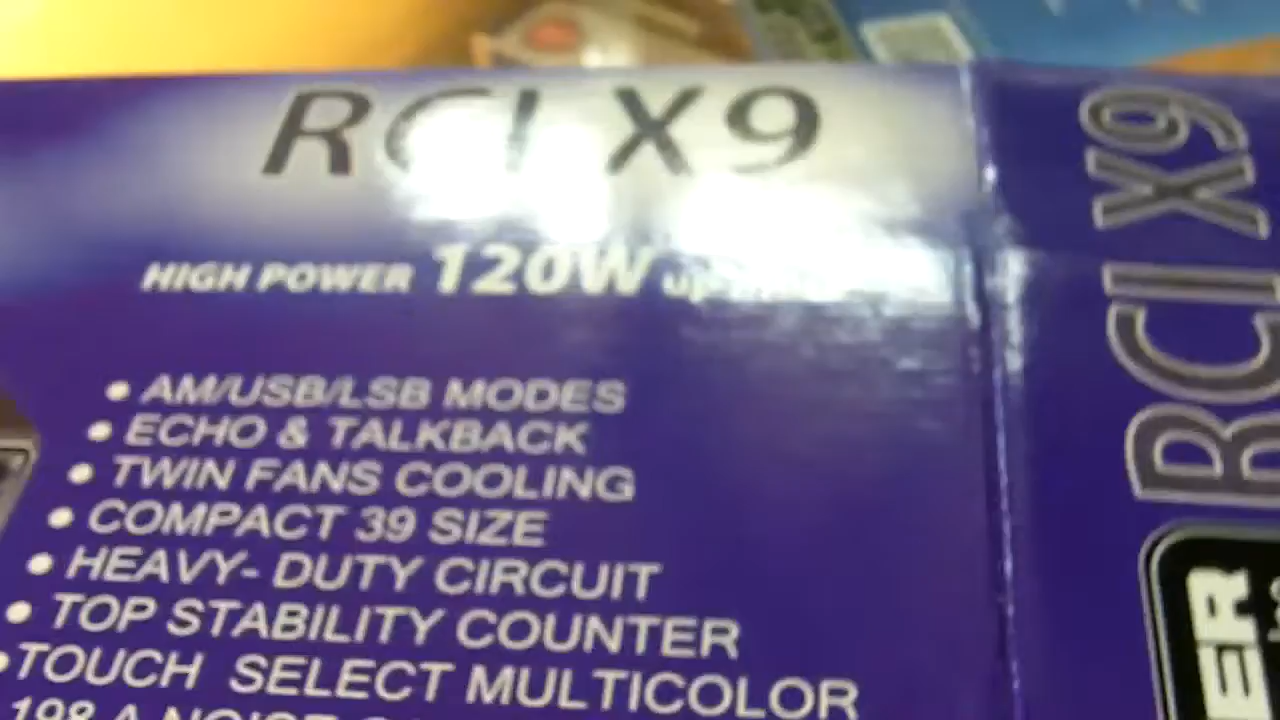 RCI X9
HIGH POWER 120W
• AM/USB/LSB MODES
• ECHO & TALKBACK
• TWIN FANS COOLING
• COMPACT 39 SIZE
• HEAVY- DUTY CIRCUIT
• TOP STABILITY COUNTER
• TOUCH SELECT MULTICOLOR
RCI X9